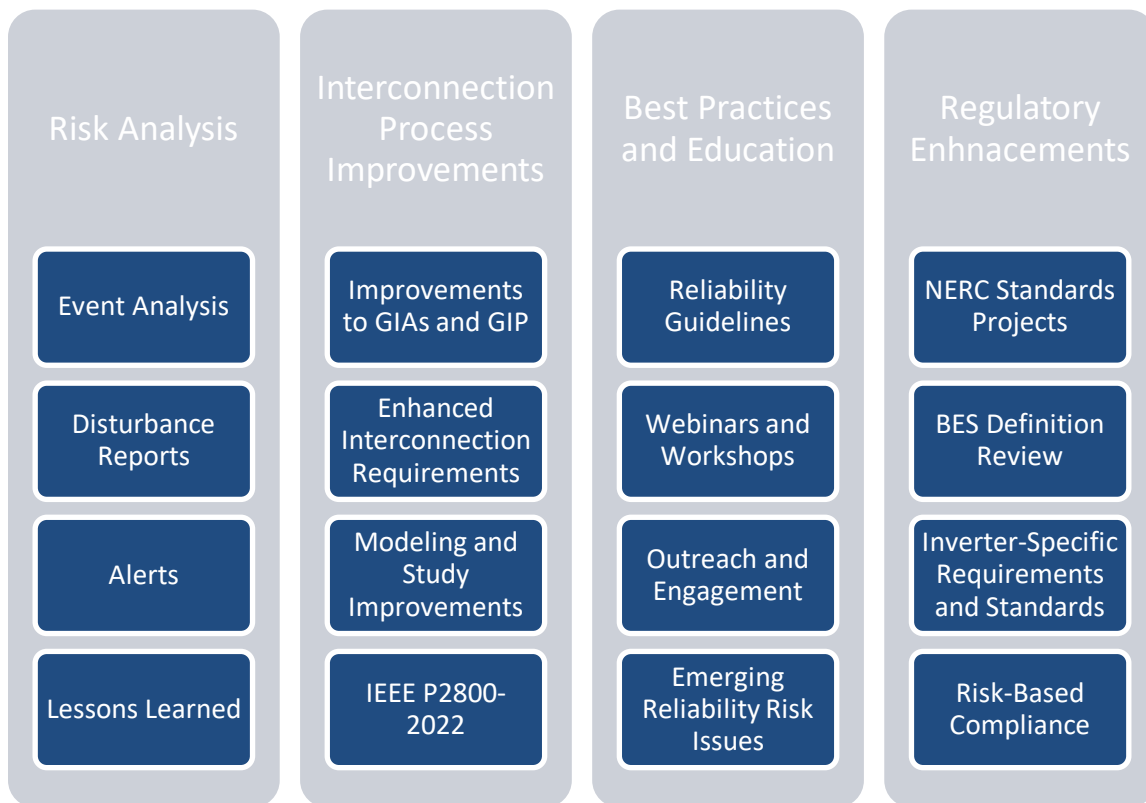 Risk Analysis
Event Analysis
Disturbance
Reports
Alerts
Lessons Learned
Interconnection
Process
Improvements
Improvements
to GIAs and GIP
Enhanced
Interconnection
Requirements
Modeling and
Study
Improvements
IEEE P2800-
2022
Best Practices
and Education
Reliability
Guidelines
Webinars and
Workshops
Outreach and
Engagement
Emerging
Reliability Risk
Issues
Regulatory
Enhnacements
NERC Standards
Projects
BES Definition
Review
Inverter-Specific
Requirements
and Standards
Risk-Based
Compliance